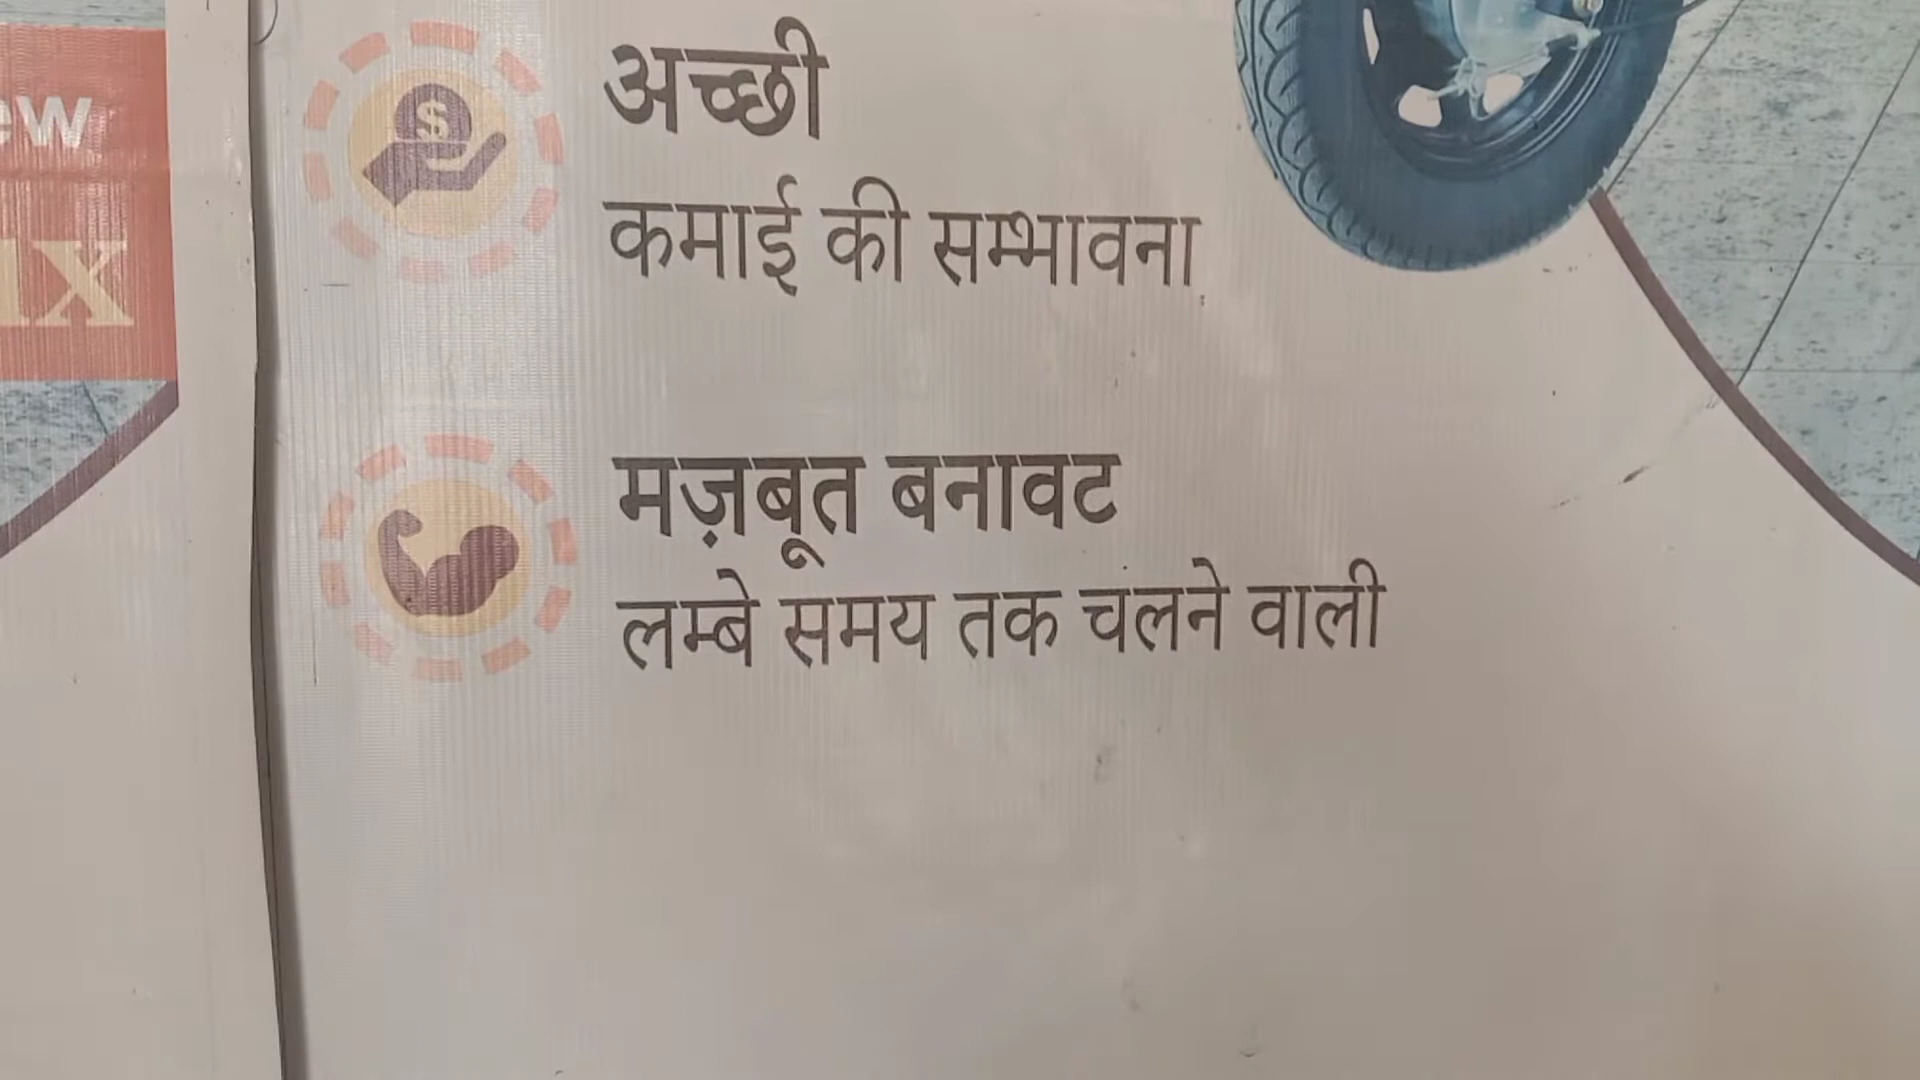 अच्छी
कमाई की सम्भावना
मज़बूत बनावट
लम्बे समय तक चलने वाली
$